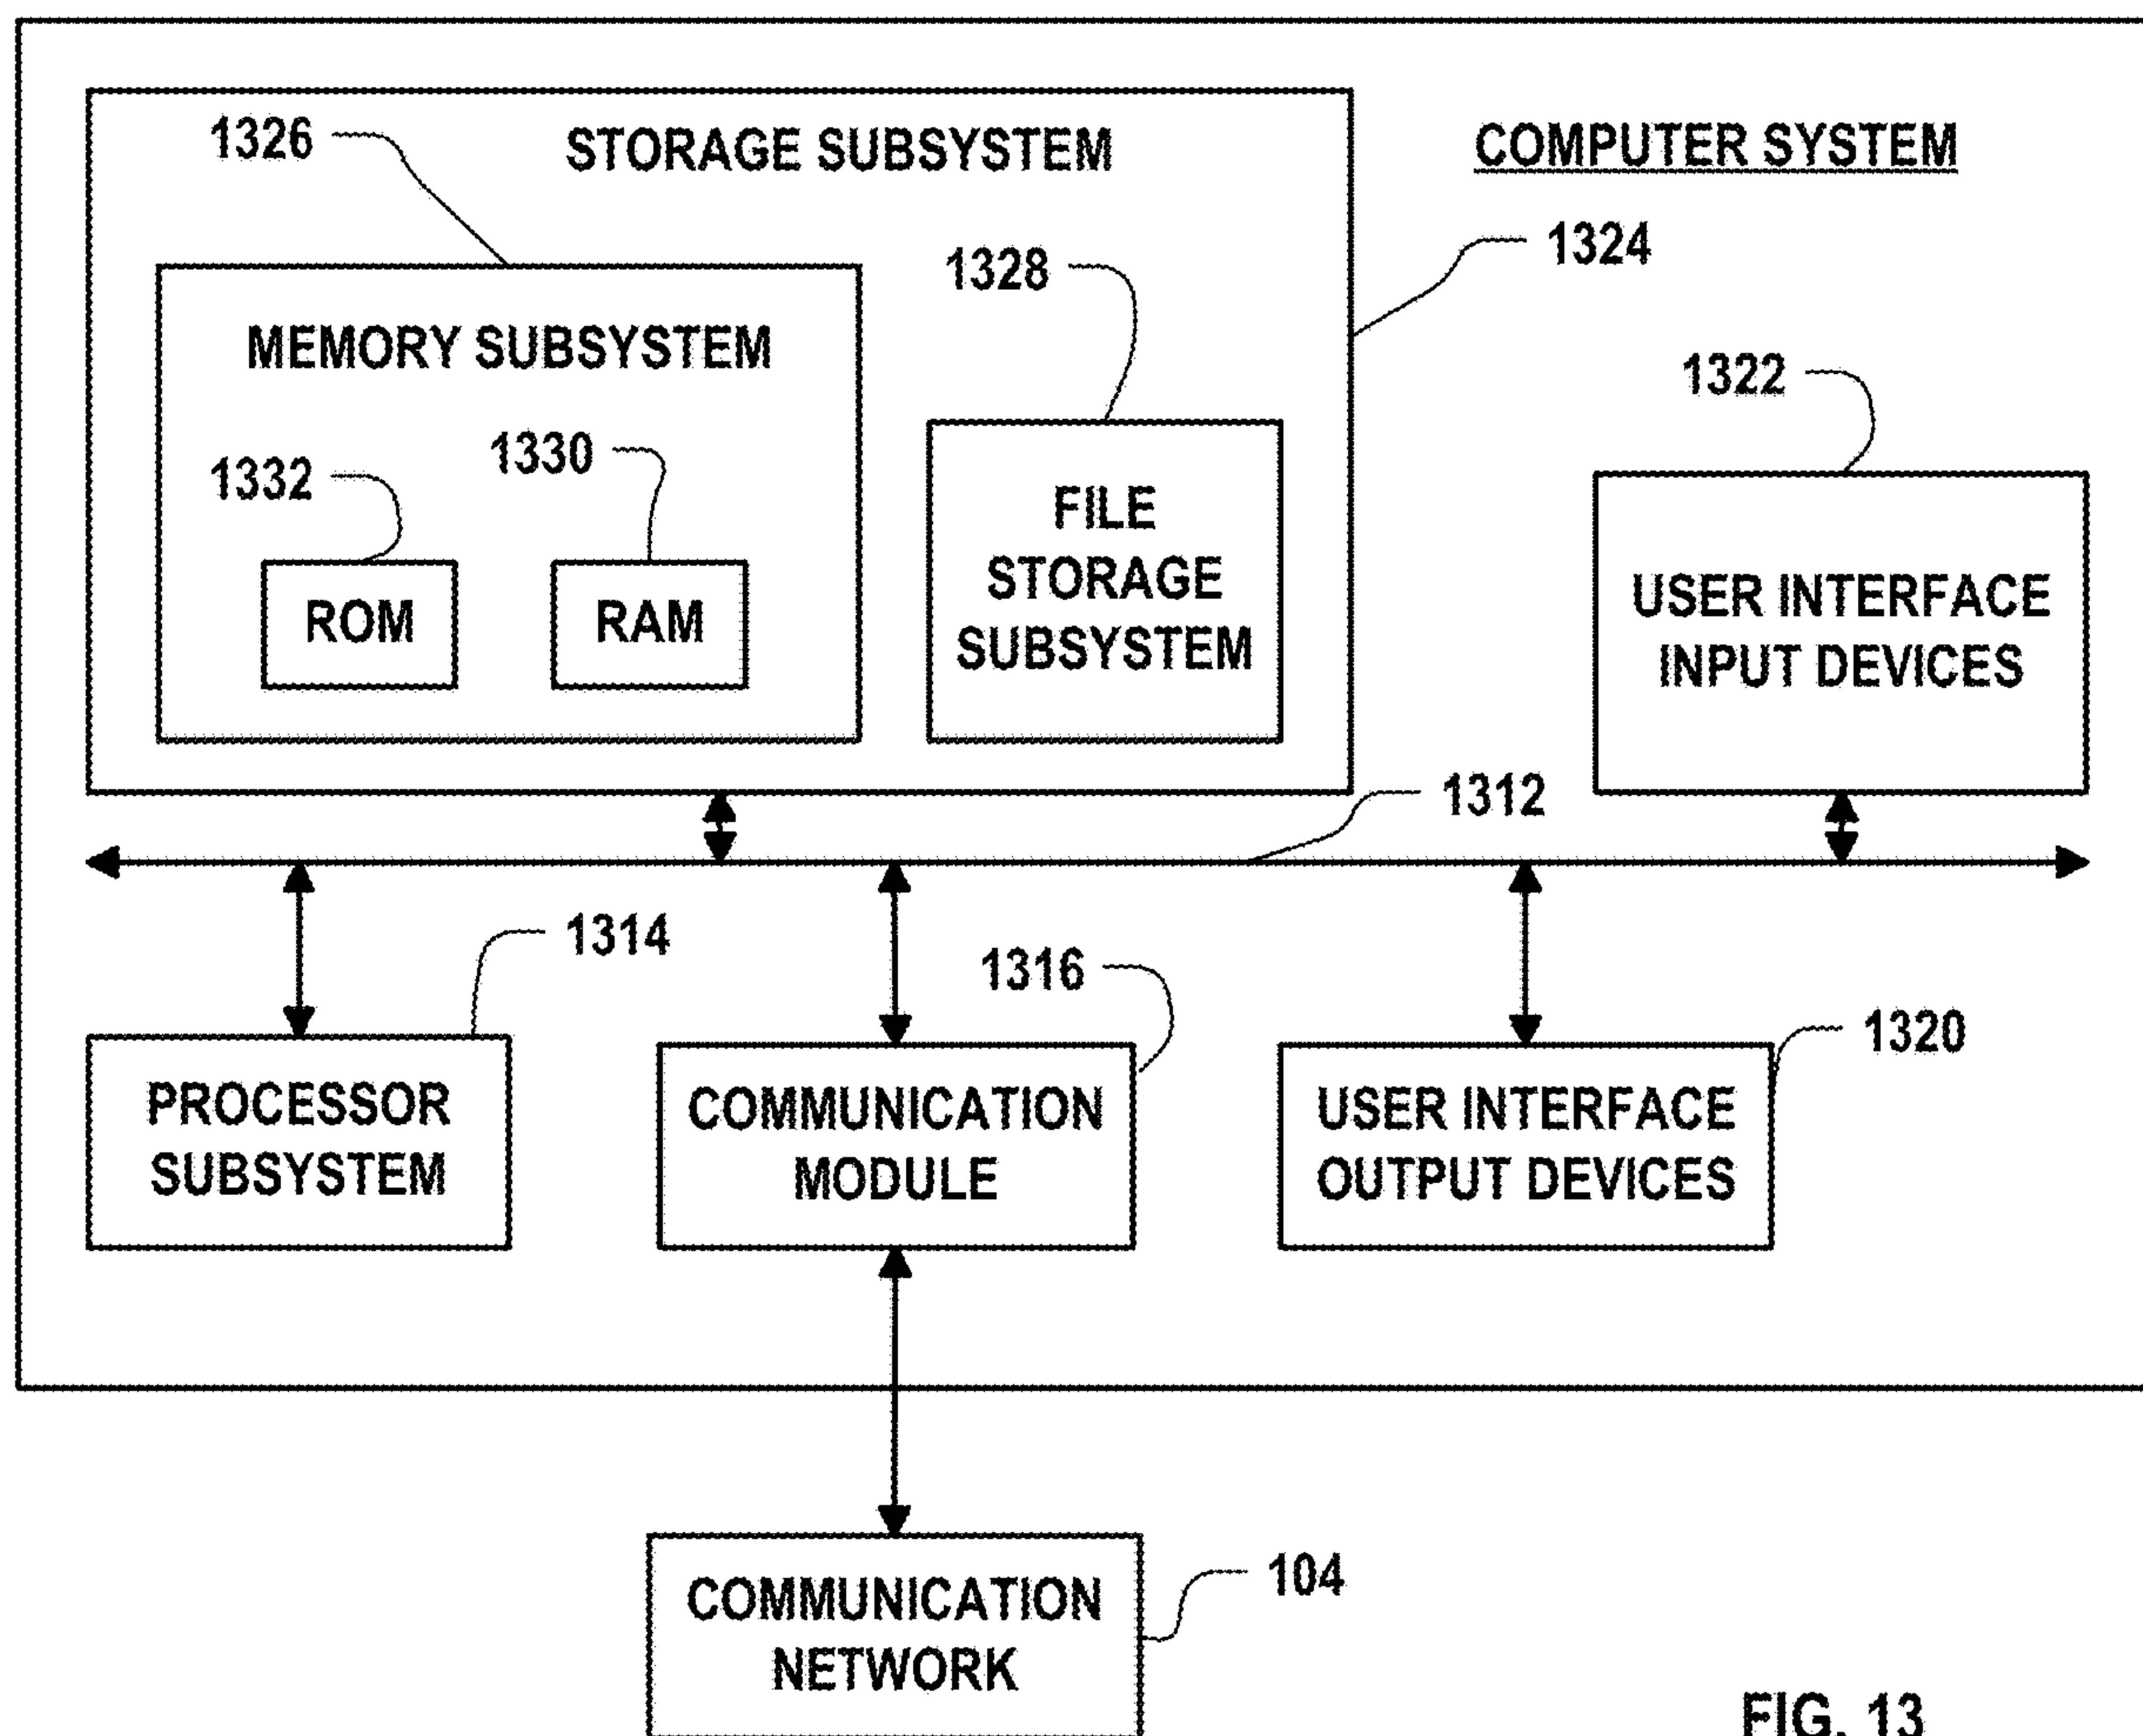 1326
STORAGE SUBSYSTEM
COMPUTER SYSTEM
1324
1328
MEMORY SUBSYSTEM
1322
1332
1330
FILE
STORAGE
SUBSYSTEM
ROM
RAM
USER INTERFACE
INPUT DEVICES
1312
1314
1316
1320
PROCESSOR
SUBSYSTEM
COMMUNICATION
MODULE
USER INTERFACE
OUTPUT DEVICES
104
COMMUNICATION
NETWORK
FIG. 13